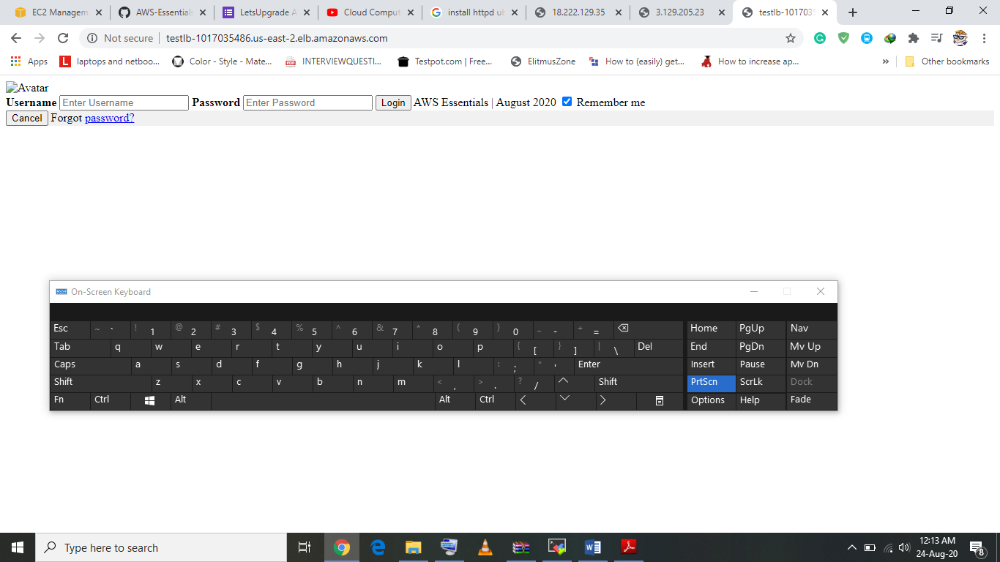 EC2 Managem
AWS-Essential
LetsUpgrade A
Cloud Comput
install httpd ub
18.222.129.35
3.129.205.23
testlb-101703
Not secure
testlb-1017035486.us-east-2.elb.amazonaws.com
Apps
laptops and netboo...
Color - Style - Mate...
INTERVIEWQUESTI...
Testpot.com | Free...
ElitmusZone
How to (easily) get...
How to increase ap...
»
Other bookmarks
Avatar
Username Enter Username Password Enter Password Login AWS Essentials | August 2020 Remember me
Cancel Forgot password?
On-Screen Keyboard
Esc ~ ` ! 1 @ 2 # 3 $ 4 % 5 ^ 6 & 7 * 8 ( 9 ) 0 _ - + = Home PgUp Nav
Tab q w e r t y u i o p { [ } ] | \ Del End PgDn Mv Up
Caps a s d f g h j k l : ; " ' Enter Insert Pause Mv Dn
Shift z x c v b n m < , > . ? / Shift PrtScn ScrLk Dock
Fn Ctrl Alt Alt Ctrl Options Help Fade
Type here to search
12:13 AM
24-Aug-20
8